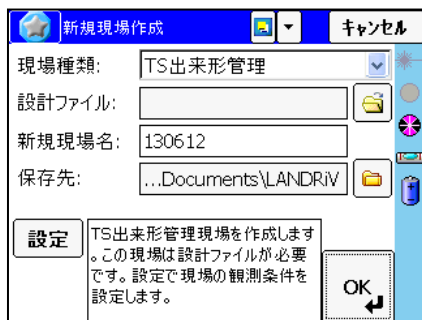 新規現場作成
キャンセル
現場種類: TS出来形管理
設計ファイル:
新規現場名: 130612
保存先: ...Documents\LANDRiV
設定
TS出来形管理現場を作成します
。この現場は設計ファイルが必要
です。設定で現場の観測条件を
設定します。
OK